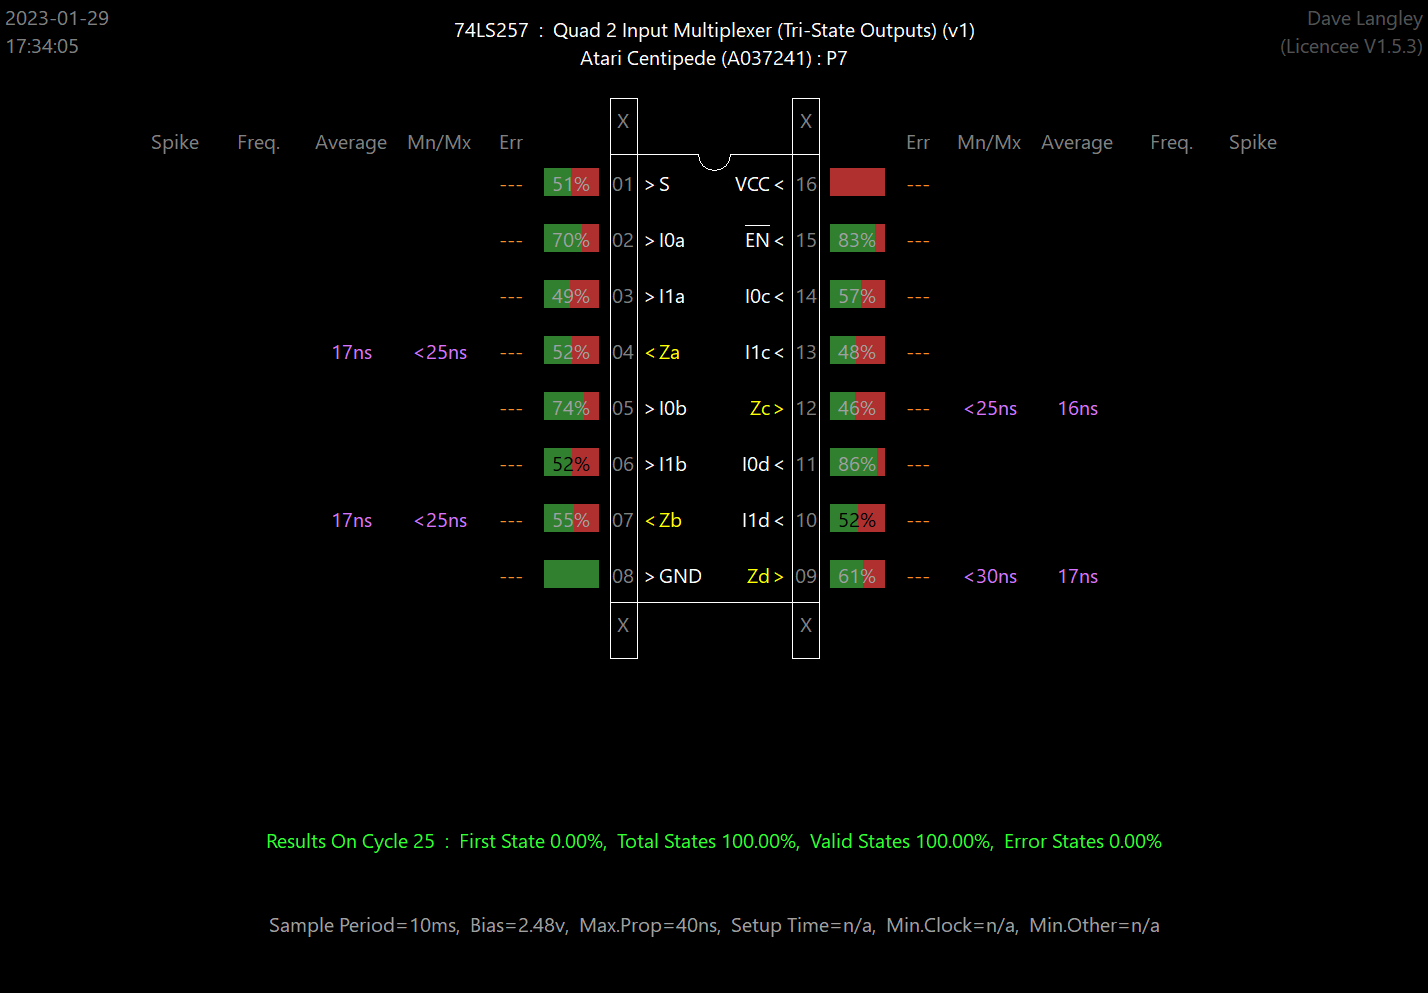 2023-01-29
17:34:05
74LS257 : Quad 2 Input Multiplexer (Tri-State Outputs) (v1)
Atari Centipede (A037241) : P7
Dave Langley
(Licencee V1.5.3)
X X
Spike Freq. Average Mn/Mx Err Err Mn/Mx Average Freq. Spike
--- 51% 01 >S VCC< 16 ---
--- 70% 02 >I0a EN< 15 83% ---
--- 49% 03 >I1a I0c< 14 57% ---
17ns <25ns --- 52% 04 <Za I1c< 13 48% ---
--- 74% 05 >I0b Zc> 12 46% --- <25ns 16ns
--- 52% 06 >I1b I0d< 11 86% ---
17ns <25ns --- 55% 07 <Zb I1d< 10 52% ---
--- 08 >GND Zd> 09 61% --- <30ns 17ns
X X
Results On Cycle 25 : First State 0.00%, Total States 100.00%, Valid States 100.00%, Error States 0.00%
Sample Period=10ms, Bias=2.48v, Max.Prop=40ns, Setup Time=n/a, Min.Clock=n/a, Min.Other=n/a